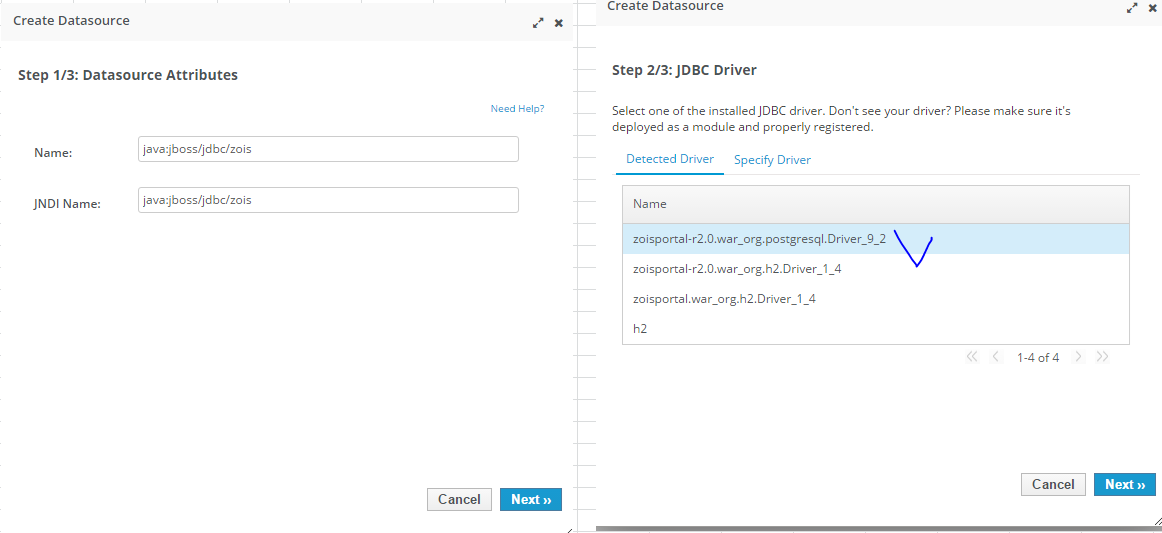 Create Datasource
Step 1/3: Datasource Attributes
Need Help?
Name:
java:jboss/jdbc/zois
JNDI Name:
java:jboss/jdbc/zois
Cancel
Next ››
Create Datasource
Step 2/3: JDBC Driver
Select one of the installed JDBC driver. Don't see your driver? Please make sure it's
deployed as a module and properly registered.
Detected Driver
Specify Driver
Name
zoisportal-r2.0.war_org.postgresql.Driver_9_2
zoisportal-r2.0.war_org.h2.Driver_1_4
zoisportal.war_org.h2.Driver_1_4
h2
1-4 of 4
Cancel
Next ››